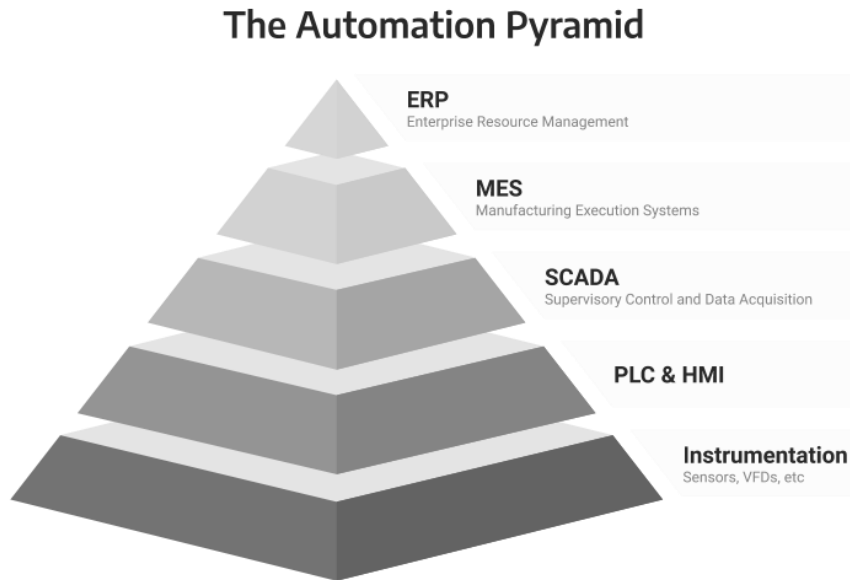 The Automation Pyramid
ERP
Enterprise Resource Management
MES
Manufacturing Execution Systems
SCADA
Supervisory Control and Data Acquisition
PLC & HMI
Instrumentation
Sensors, VFDs, etc